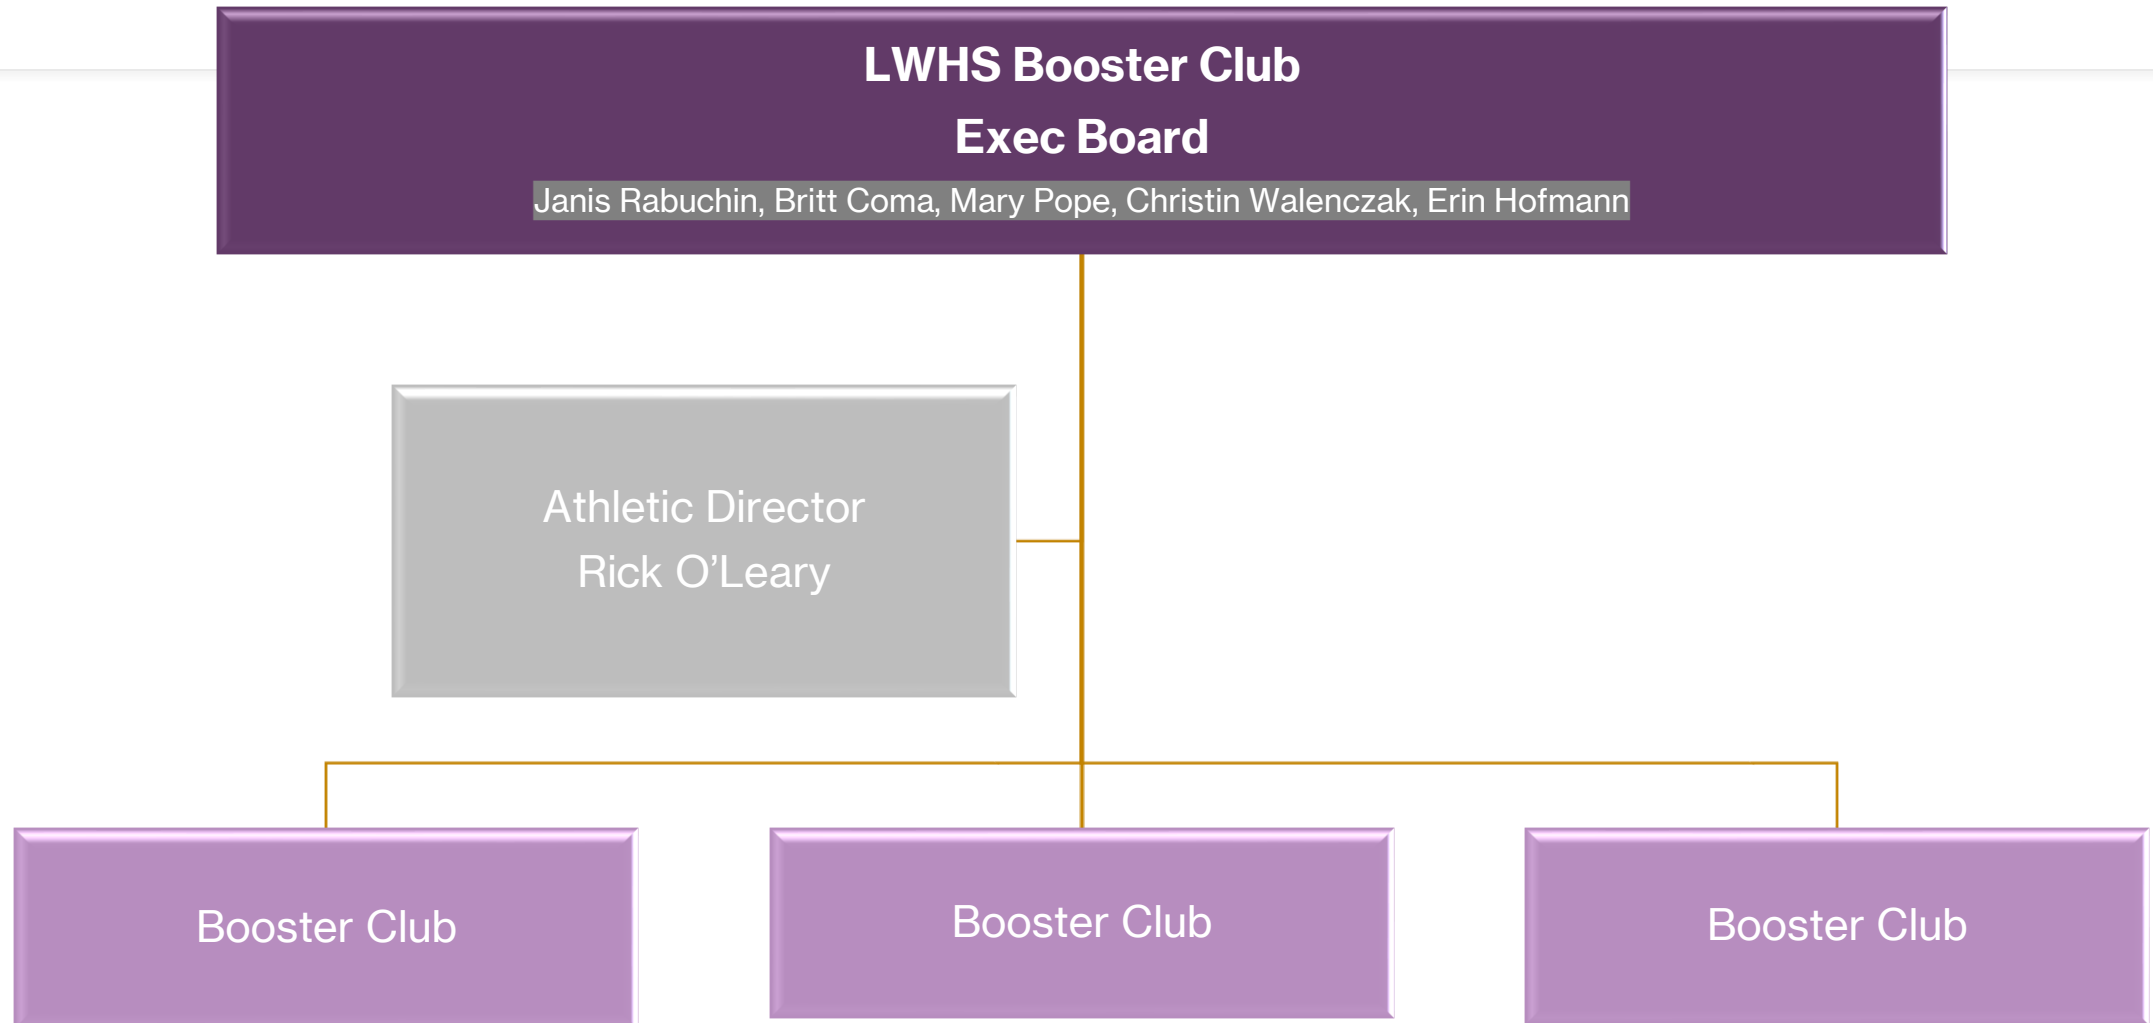 LWHS Booster Club
Exec Board
Janis Rabuchin, Britt Coma, Mary Pope, Christin Walenczak, Erin Hofmann
Athletic Director
Rick O’Leary
Booster Club
Booster Club
Booster Club